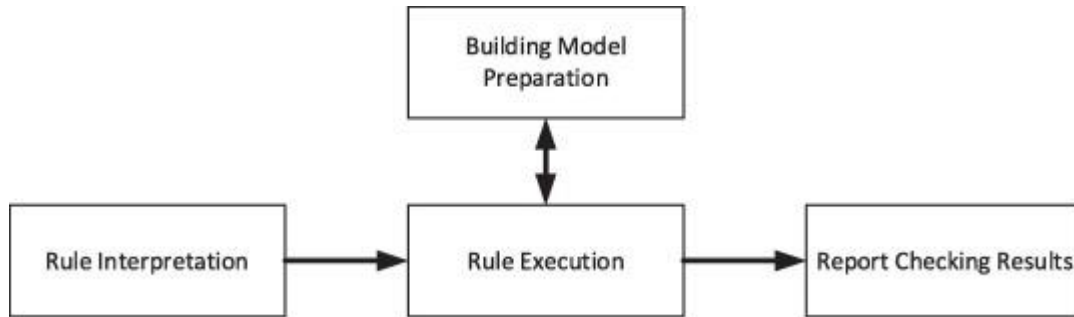 Building Model
Preparation
Rule Interpretation
Rule Execution
Report Checking Results